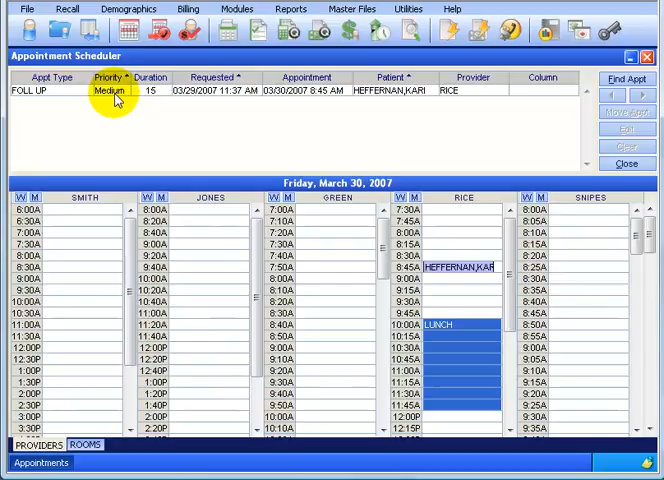 File Recall Demographics Billing Modules Reports Master Files Utilities Help
Appointment Scheduler
Appt Type Priority Duration Requested Appointment Patient Provider Column
FOLL UP Medium 15 03/29/2007 11:37 AM 03/30/2007 8:45 AM HEFFERNAN,KARI RICE
Find Appt
Move Appt
Edit
Clear
Close
Friday, March 30, 2007
W M SMITH W M JONES W M GREEN W M RICE W M SNIPES
6:00A 8:00A 7:00A 7:30A 8:00A
6:30A 8:20A 7:10A 7:45A 8:05A
7:00A 8:40A 7:20A 8:00A 8:10A
7:30A 9:00A 7:30A 8:15A 8:15A
8:00A 9:20A 7:40A 8:30A 8:20A
8:30A 9:40A 7:50A 8:45A HEFFERNAN,KAR 8:25A
9:00A 10:00A 8:00A 9:00A 8:30A
9:30A 10:20A 8:10A 9:15A 8:35A
10:00A 10:40A 8:20A 9:30A 8:40A
10:30A 11:00A 8:30A 9:45A 8:45A
11:00A 11:20A 8:40A 10:00A LUNCH 8:50A
11:30A 11:40A 8:50A 10:15A 8:55A
12:00P 12:00P 9:00A 10:30A 9:00A
12:30P 12:20P 9:10A 10:45A 9:05A
1:00P 12:40P 9:20A 11:00A 9:10A
1:30P 1:00P 9:30A 11:15A 9:15A
2:00P 1:20P 9:40A 11:30A 9:20A
2:30P 1:40P 9:50A 11:45A 9:25A
3:00P 2:00P 10:00A 12:00P 9:30A
3:30P 2:20P 10:10A 12:15P 9:35A
PROVIDERS ROOMS
Appointments